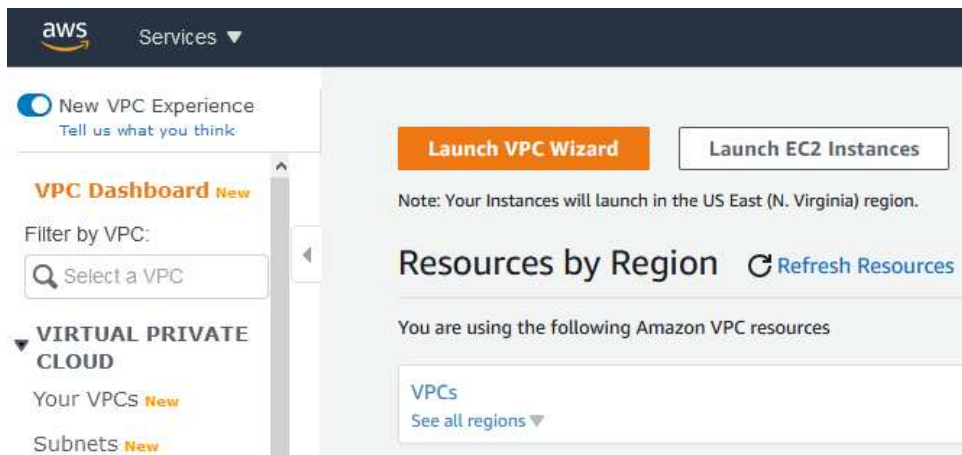 aws
Services ▼
New VPC Experience
Tell us what you think
VPC Dashboard New
Filter by VPC:
Select a VPC
VIRTUAL PRIVATE
CLOUD
Your VPCs New
Subnets New
Launch VPC Wizard
Launch EC2 Instances
Note: Your Instances will launch in the US East (N. Virginia) region.
Resources by Region
Refresh Resources
You are using the following Amazon VPC resources
VPCs
See all regions ▼